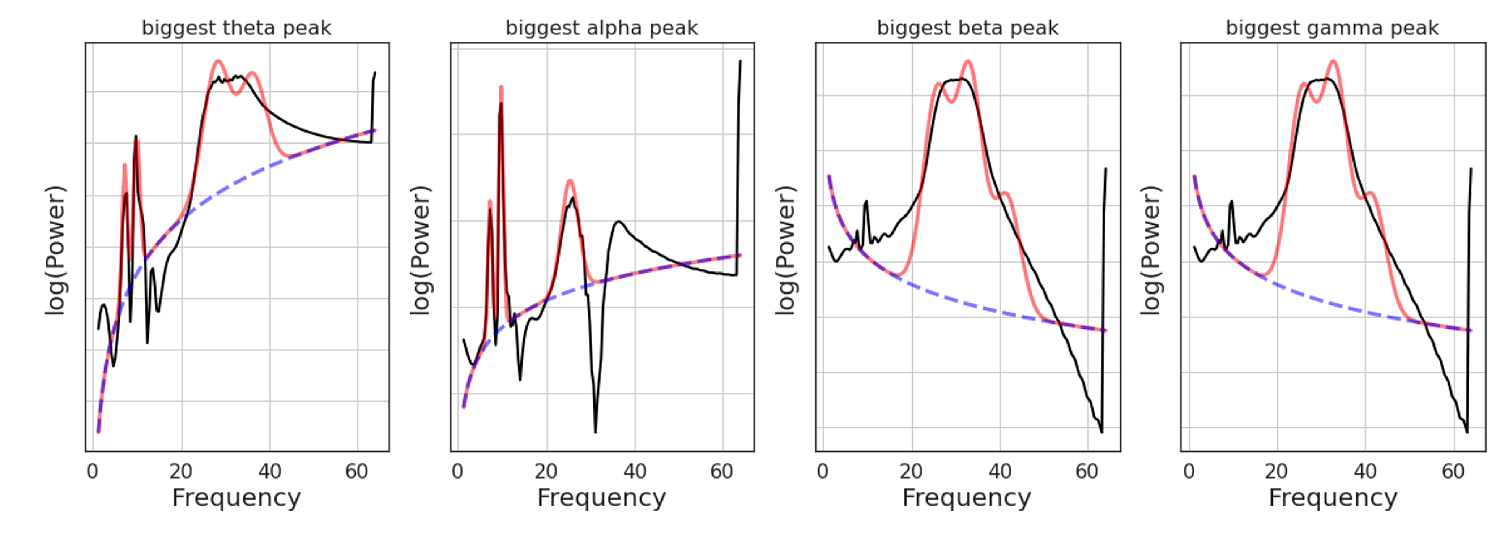 biggest theta peak
biggest alpha peak
biggest beta peak
biggest gamma peak
log(Power)
log(Power)
log(Power)
log(Power)
0 20 40 60
0 20 40 60
0 20 40 60
0 20 40 60
Frequency
Frequency
Frequency
Frequency